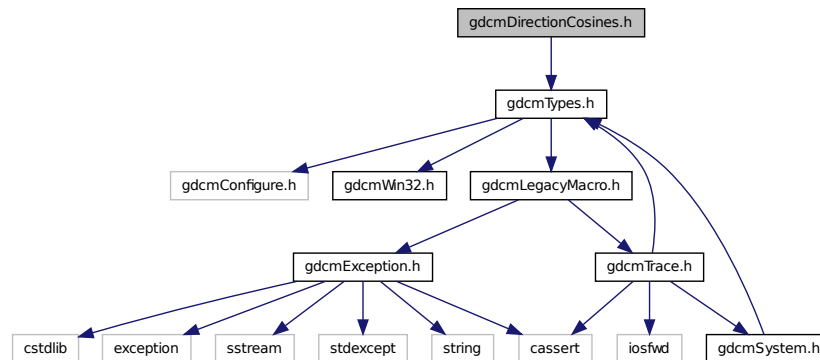 gdcmDirectionCosines.h
gdcmTypes.h
gdcmConfigure.h
gdcmWin32.h
gdcmLegacyMacro.h
gdcmException.h
gdcmTrace.h
cstdlib
exception
sstream
stdexcept
string
cassert
iosfwd
gdcmSystem.h